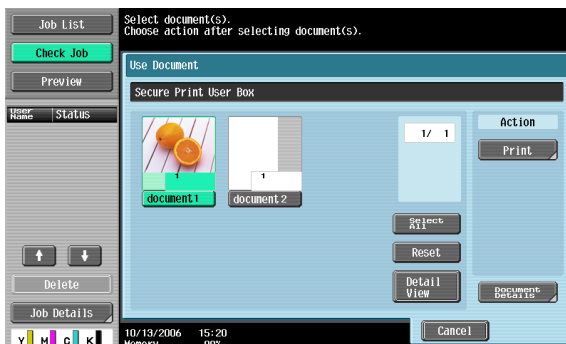 Job List
Check Job
Preview
User Name
Status
Delete
Job Details
Y M C K
Select document(s).
Choose action after selecting document(s).
Use Document
Secure Print User Box
1
document1
1
document2
1/ 1
Select All
Reset
Detail View
Action
Print
Document Details
Cancel
10/13/2006 15:20
Memory